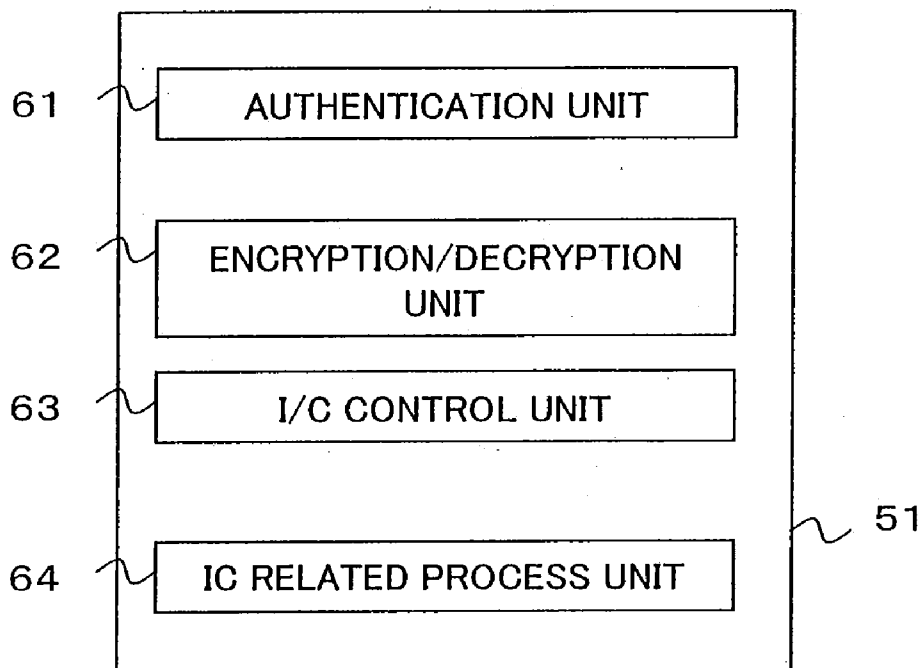 61 AUTHENTICATION UNIT
62 ENCRYPTION/DECRYPTION
UNIT
63 I/C CONTROL UNIT
51
64 IC RELATED PROCESS UNIT